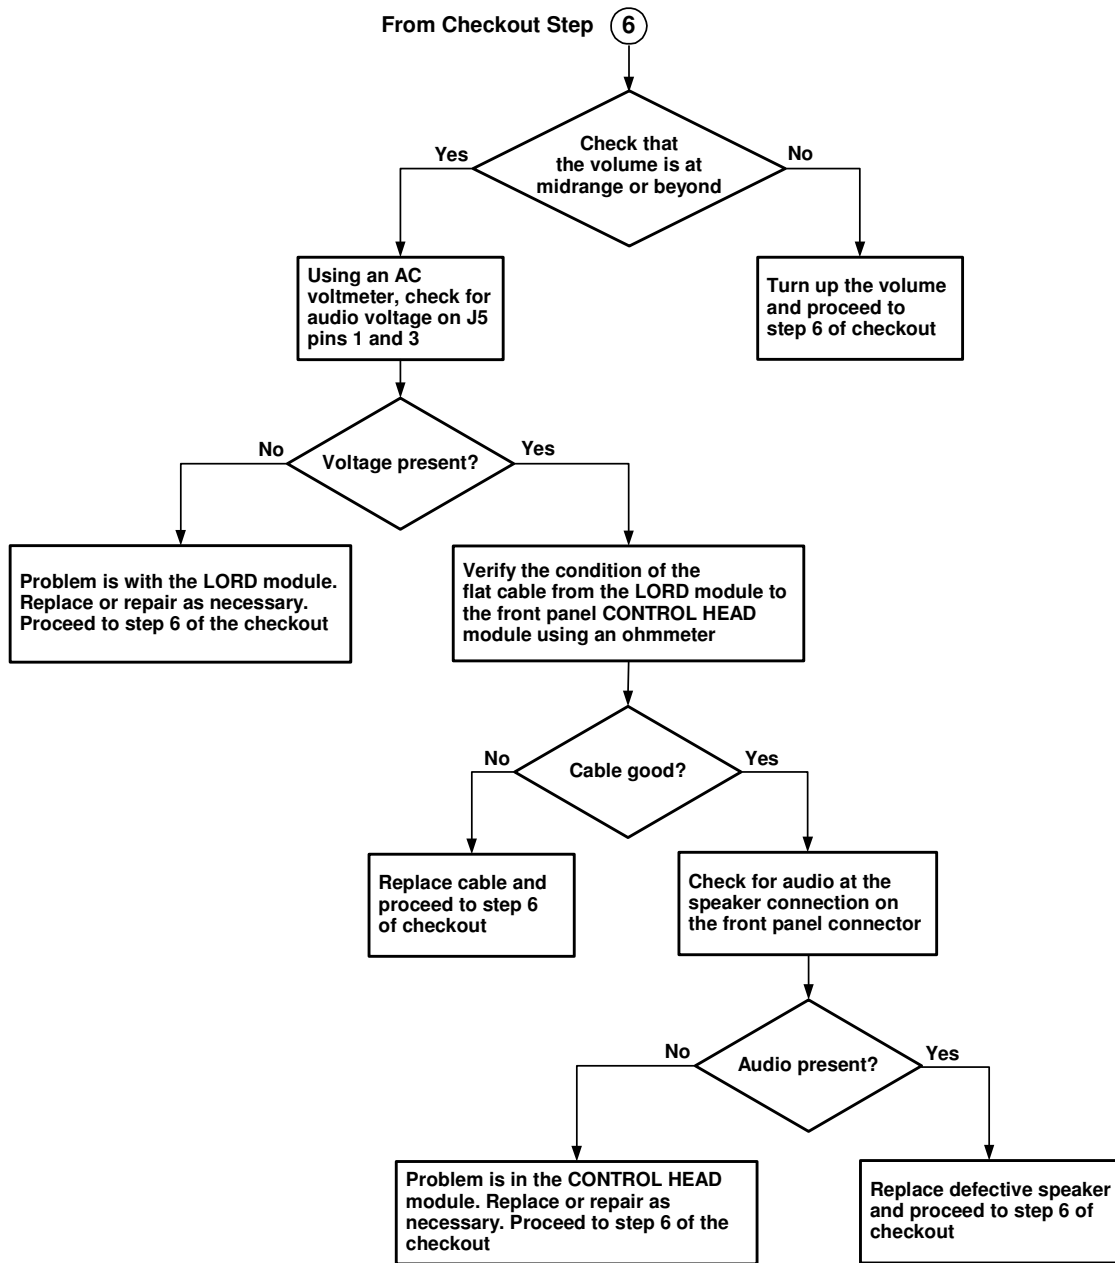 From Checkout Step 6
Check that
the volume is at
midrange or beyond
Yes
No
Using an AC
voltmeter, check for
audio voltage on J5
pins 1 and 3
Turn up the volume
and proceed to
step 6 of checkout
Voltage present?
No
Yes
Problem is with the LORD module.
Replace or repair as necessary.
Proceed to step 6 of the checkout
Verify the condition of the
flat cable from the LORD module to
the front panel CONTROL HEAD
module using an ohmmeter
Cable good?
No
Yes
Replace cable and
proceed to step 6
of checkout
Check for audio at the
speaker connection on
the front panel connector
Audio present?
No
Yes
Problem is in the CONTROL HEAD
module. Replace or repair as
necessary. Proceed to step 6 of the
checkout
Replace defective speaker
and proceed to step 6 of
checkout